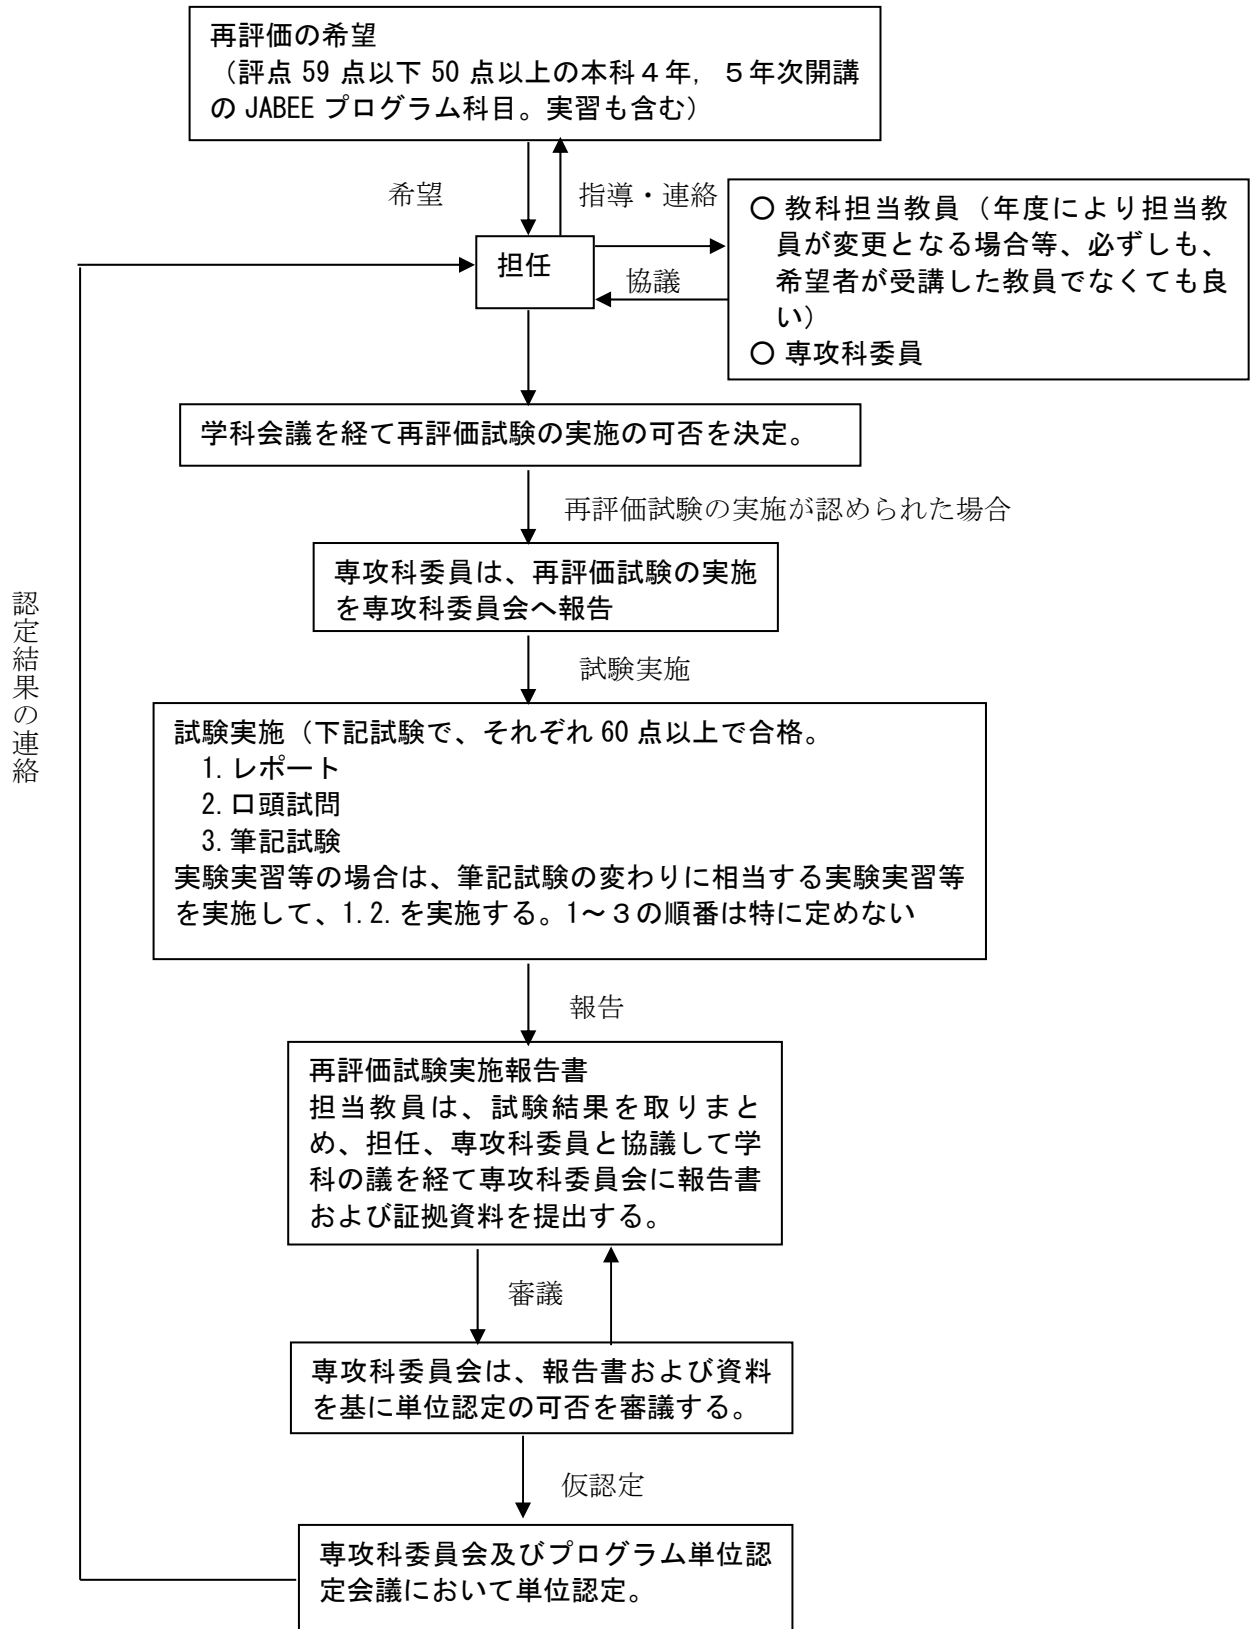 再評価の希望
（評点 59 点以下 50 点以上の本科４年，５年次開講
の JABEE プログラム科目。実習も含む）
希望
指導・連絡
担任
協議
〇 教科担当教員（年度により担当教
員が変更となる場合等、必ずしも、
希望者が受講した教員でなくても良
い）
〇 専攻科委員
学科会議を経て再評価試験の実施の可否を決定。
再評価試験の実施が認められた場合
専攻科委員は、再評価試験の実施
を専攻科委員会へ報告
試験実施
試験実施（下記試験で、それぞれ 60 点以上で合格。
1. レポート
2. 口頭試問
3. 筆記試験
実験実習等の場合は、筆記試験の変わりに相当する実験実習等
を実施して、1. 2. を実施する。1～３の順番は特に定めない
報告
再評価試験実施報告書
担当教員は、試験結果を取りまと
め、担任、専攻科委員と協議して学
科の議を経て専攻科委員会に報告書
および証拠資料を提出する。
審議
専攻科委員会は、報告書および資料
を基に単位認定の可否を審議する。
仮認定
専攻科委員会及びプログラム単位認
定会議において単位認定。
認定結果の連絡